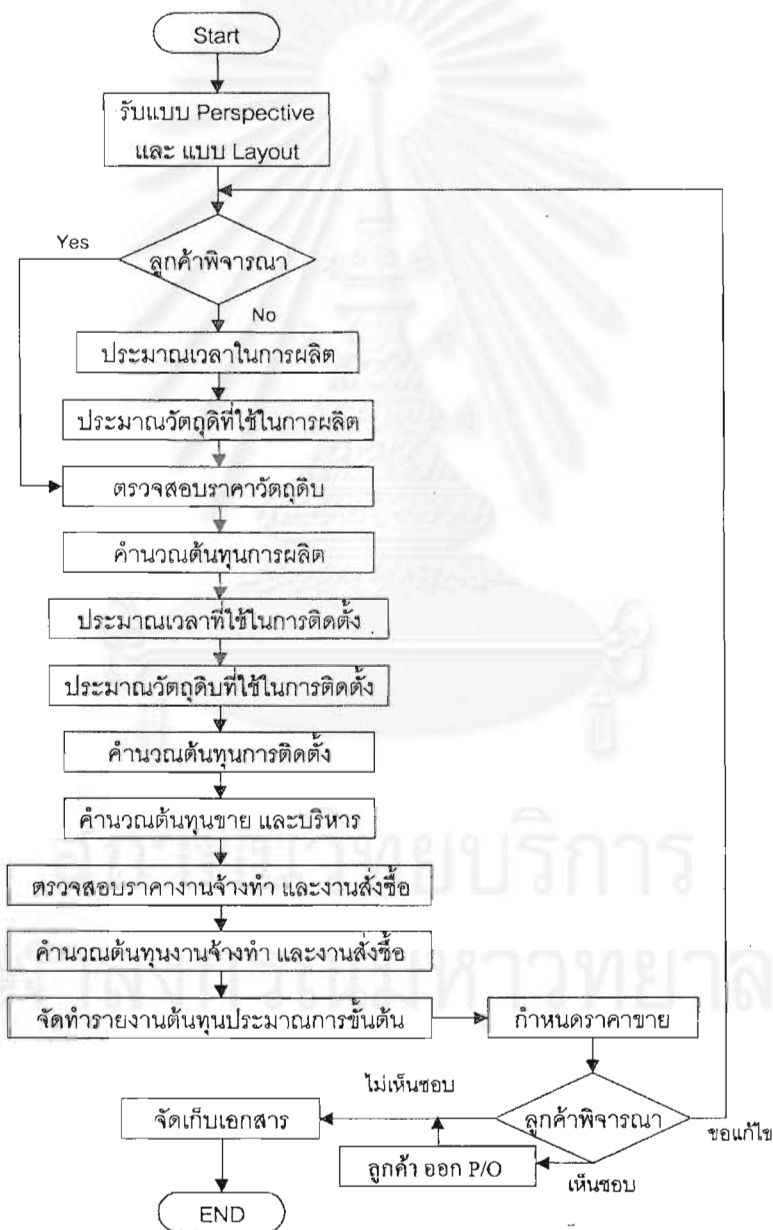 Start
รับแบบ Perspective
และ แบบ Layout
Yes
ลูกค้าพิจารณา
No
ประมาณเวลาในการผลิต
ประมาณวัตถุดิที่ใช้ในการผลิต
ตรวจสอบราคาวัตถุดิบ
คำนวณต้นทุนการผลิต
ประมาณเวลาที่ใช้ในการติดตั้ง
ประมาณวัตถุดิบที่ใช้ในการติดตั้ง
คำนวณต้นทุนการติดตั้ง
คำนวณต้นทุนขาย และบริหาร
ตรวจสอบราคางานจ้างทำ และงานสั่งซื้อ
คำนวณต้นทุนงานจ้างทำ และงานสั่งซื้อ
จัดทำรายงานต้นทุนประมาณการขั้นต้น
กำหนดราคาขาย
ไม่เห็นชอบ
จัดเก็บเอกสาร
ลูกค้าพิจารณา
ขอแก้ไข
ลูกค้า ออก P/O
เห็นชอบ
END